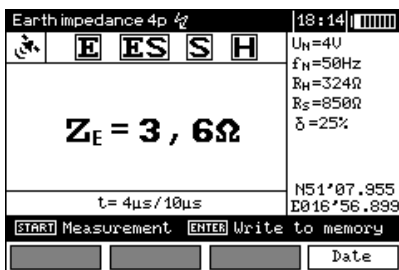 Earth impedance 4p 18:14
E ES S H
UN=4U
fN=50Hz
RH=324Ω
RS=850Ω
δ=25%
ZE = 3 , 6Ω
N51°07.955
E016°56.899
t= 4µs/10µs
START Measurement ENTER Write to memory
Date